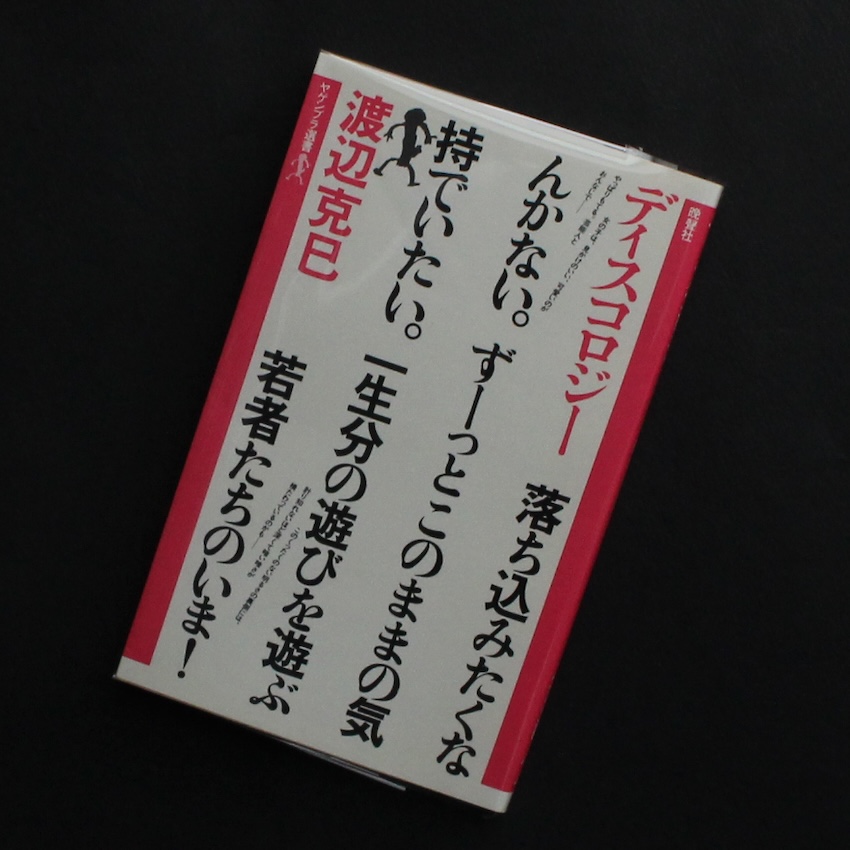 晩聲社
ディスコロジー
落ち込みたくな
んかない。ずーっとこのままの気
持でいたい。一生分の遊びを遊ぶ
若者たちのいま！
渡辺克巳
ヤゲンブラ選書